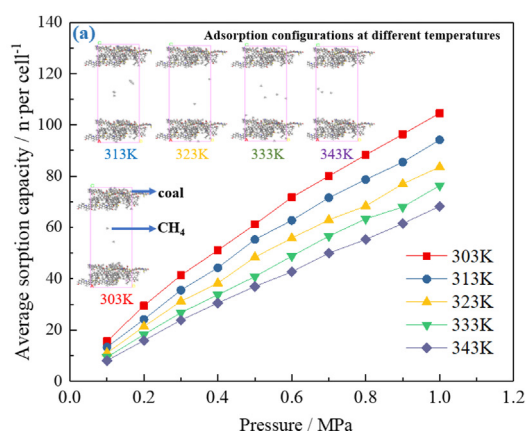 (a)
Adsorption configurations at different temperatures
313K 323K 333K 343K
coal
CH4
303K
303K
313K
323K
333K
343K
140
120
100
80
60
40
20
0
0.0 0.2 0.4 0.6 0.8 1.0 1.2
Average sorption capacity / n·per cell-1
Pressure / MPa